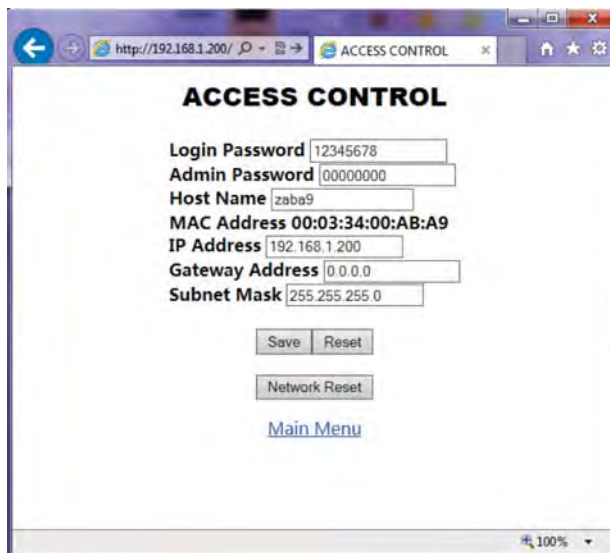 http://192.168.1.200/
ACCESS CONTROL
ACCESS CONTROL
Login Password 12345678
Admin Password 00000000
Host Name zaba9
MAC Address 00:03:34:00:AB:A9
IP Address 192.168.1.200
Gateway Address 0.0.0.0
Subnet Mask 255.255.255.0
Save Reset
Network Reset
Main Menu
100%